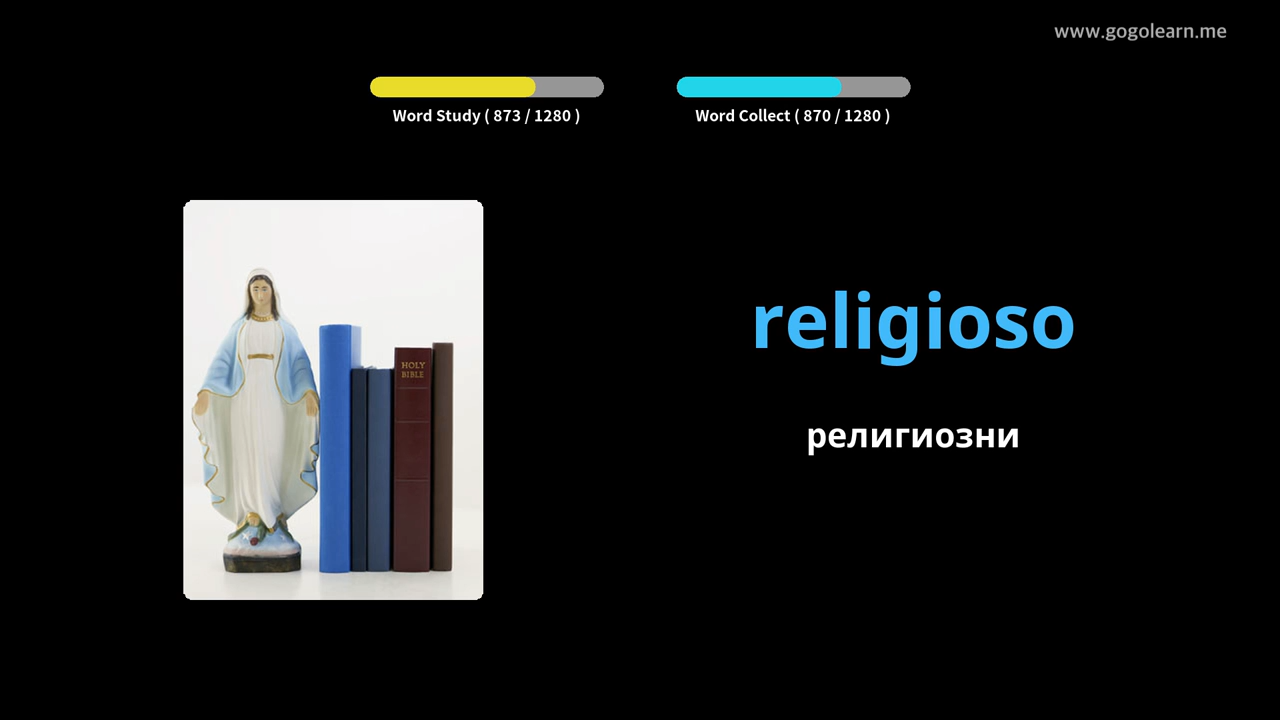 www.gogolearn.me
Word Study ( 873 / 1280 )
Word Collect ( 870 / 1280 )
HOLY
BIBLE
religioso
религиозни